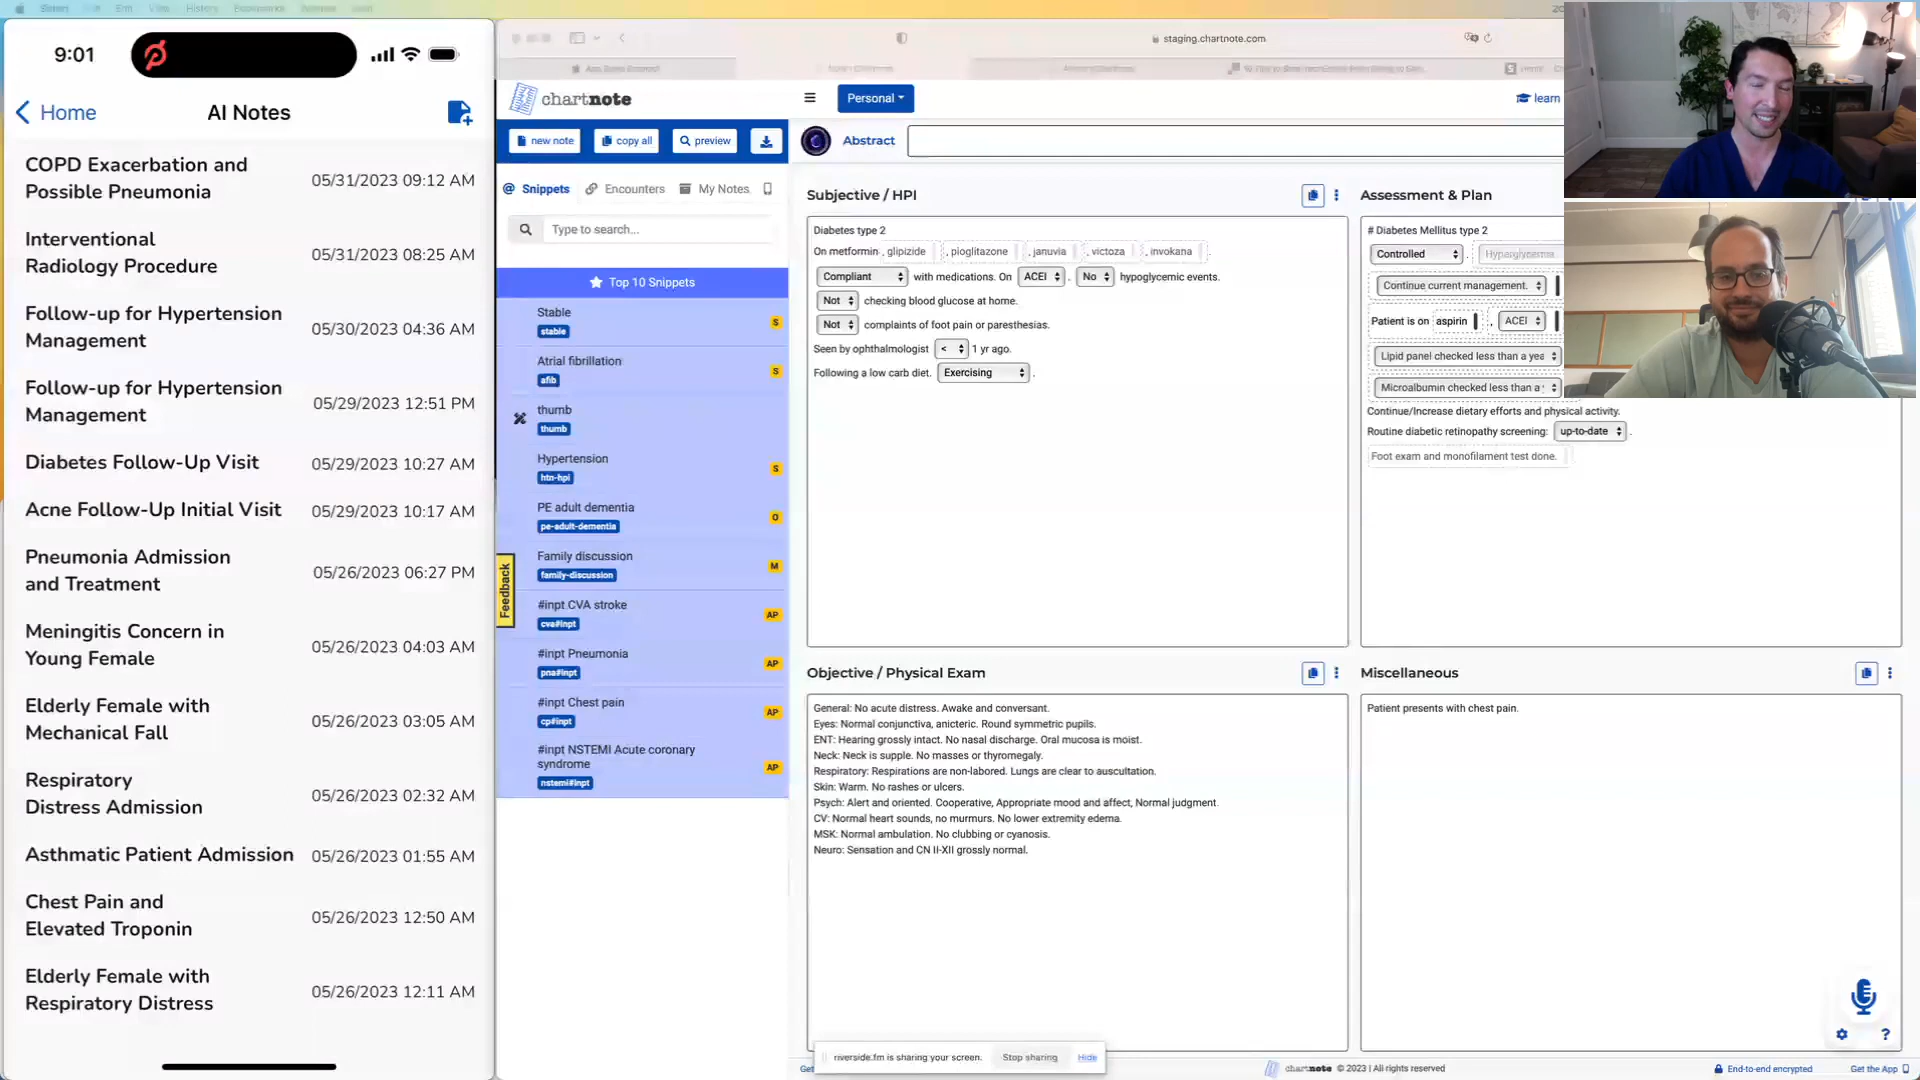 Safari
Edit
View
History
Bookmarks
Window
9:01
Home
AI Notes
COPD Exacerbation and
Possible Pneumonia
05/31/2023 09:12 AM
Interventional
Radiology Procedure
05/31/2023 08:25 AM
Follow-up for Hypertension
Management
05/30/2023 04:36 AM
Follow-up for Hypertension
Management
05/29/2023 12:51 PM
Diabetes Follow-Up Visit
05/29/2023 10:27 AM
Acne Follow-Up Initial Visit
05/29/2023 10:17 AM
Pneumonia Admission
and Treatment
05/26/2023 06:27 PM
Meningitis Concern in
Young Female
05/26/2023 04:03 AM
Elderly Female with
Mechanical Fall
05/26/2023 03:05 AM
Respiratory
Distress Admission
05/26/2023 02:32 AM
Asthmatic Patient Admission
05/26/2023 01:55 AM
Chest Pain and
Elevated Troponin
05/26/2023 12:50 AM
Elderly Female with
Respiratory Distress
05/26/2023 12:11 AM
staging.chartnote.com
chartnote
Personal
learn
new note
copy all
preview
Abstract
@ Snippets
Encounters
My Notes
Type to search...
Top 10 Snippets
Stable
stable
S
Atrial fibrillation
afib
S
thumb
thumb
Hypertension
htn-hpi
S
PE adult dementia
pe-adult-dementia
O
Family discussion
family-discussion
M
#inpt CVA stroke
cva#inpt
AP
#inpt Pneumonia
pna#inpt
AP
#inpt Chest pain
cp#inpt
AP
#inpt NSTEMI Acute coronary
syndrome
nstemi#inpt
AP
Feedback
Subjective / HPI
Diabetes type 2
On metformin , glipizide , pioglitazone , januvia , victoza , invokana .
Compliant with medications. On ACEI . No hypoglycemic events.
Not checking blood glucose at home.
Not complaints of foot pain or paresthesias.
Seen by ophthalmologist < 1 yr ago.
Following a low carb diet. Exercising .
Assessment & Plan
# Diabetes Mellitus type 2
Controlled . Hyperglycemia
Continue current management.
Patient is on aspirin , ACEI
Lipid panel checked less than a yea
Microalbumin checked less than a
Continue/Increase dietary efforts and physical activity.
Routine diabetic retinopathy screening: up-to-date .
Foot exam and monofilament test done.
Objective / Physical Exam
General: No acute distress. Awake and conversant.
Eyes: Normal conjunctiva, anicteric. Round symmetric pupils.
ENT: Hearing grossly intact. No nasal discharge. Oral mucosa is moist.
Neck: Neck is supple. No masses or thyromegaly.
Respiratory: Respirations are non-labored. Lungs are clear to auscultation.
Skin: Warm. No rashes or ulcers.
Psych: Alert and oriented. Cooperative, Appropriate mood and affect, Normal judgment.
CV: Normal heart sounds, no murmurs. No lower extremity edema.
MSK: Normal ambulation. No clubbing or cyanosis.
Neuro: Sensation and CN II-XII grossly normal.
Miscellaneous
Patient presents with chest pain.
?
riverside.fm is sharing your screen.
Stop sharing
Hide
Get
chartnote © 2023 | All rights reserved
End-to-end encrypted
Get the App